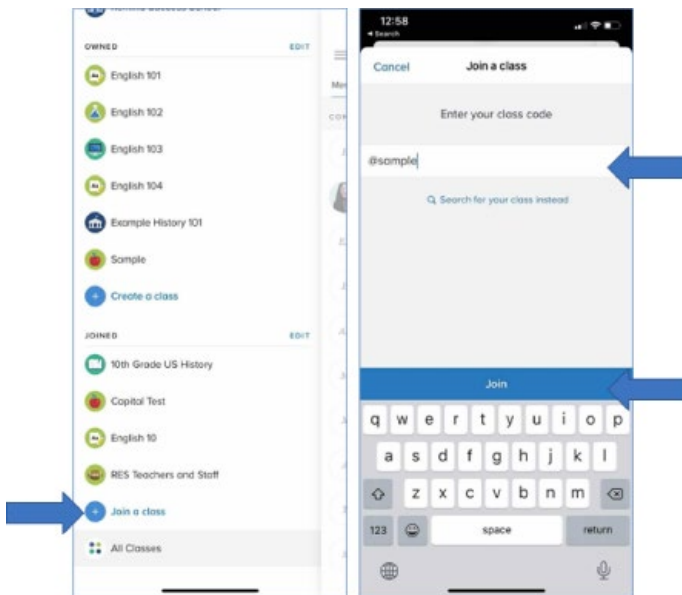 OWNED EDIT
English 101
English 102
English 103
English 104
Example History 101
Sample
Create a class
JOINED EDIT
10th Grade US History
Capital Test
English 10
RES Teachers and Staff
Join a class
All Classes
12:58
Search
Cancel Join a class
Enter your class code
@sample
Search for your class instead
Join
q w e r t y u i o p
a s d f g h j k l
z x c v b n m
123 space return